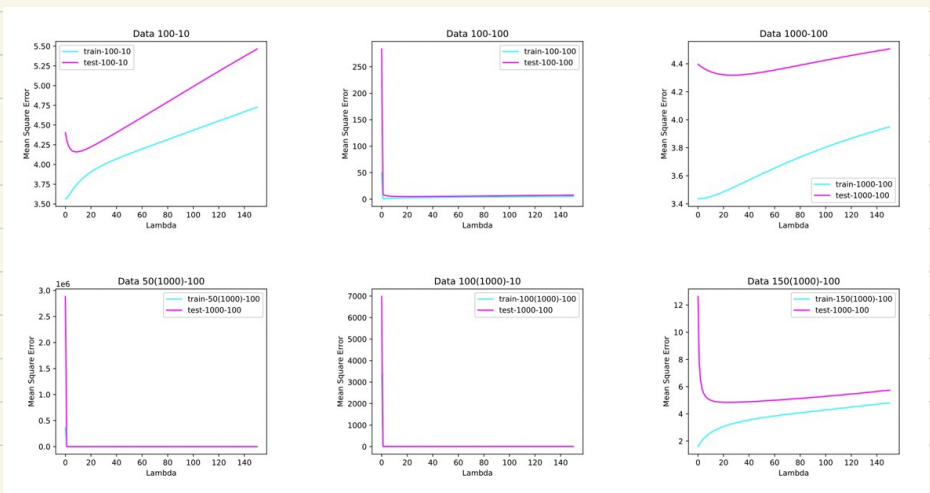 Data 100-10
5.50
5.25
5.00
4.75
4.50
4.25
4.00
3.75
3.50
Mean Square Error
train-100-10
test-100-10
0 20 40 60 80 100 120 140
Lambda
Data 100-100
250
200
150
100
50
0
Mean Square Error
train-100-100
test-100-100
0 20 40 60 80 100 120 140
Lambda
Data 1000-100
4.4
4.2
4.0
3.8
3.6
3.4
Mean Square Error
train-1000-100
test-1000-100
0 20 40 60 80 100 120 140
Lambda
Data 50(1000)-100
1e6
3.0
2.5
2.0
1.5
1.0
0.5
0.0
Mean Square Error
train-50(1000)-100
test-1000-100
0 20 40 60 80 100 120 140
Lambda
Data 100(1000)-10
7000
6000
5000
4000
3000
2000
1000
0
Mean Square Error
train-100(1000)-100
test-1000-100
0 20 40 60 80 100 120 140
Lambda
Data 150(1000)-100
12
10
8
6
4
2
Mean Square Error
train-150(1000)-100
test-1000-100
0 20 40 60 80 100 120 140
Lambda